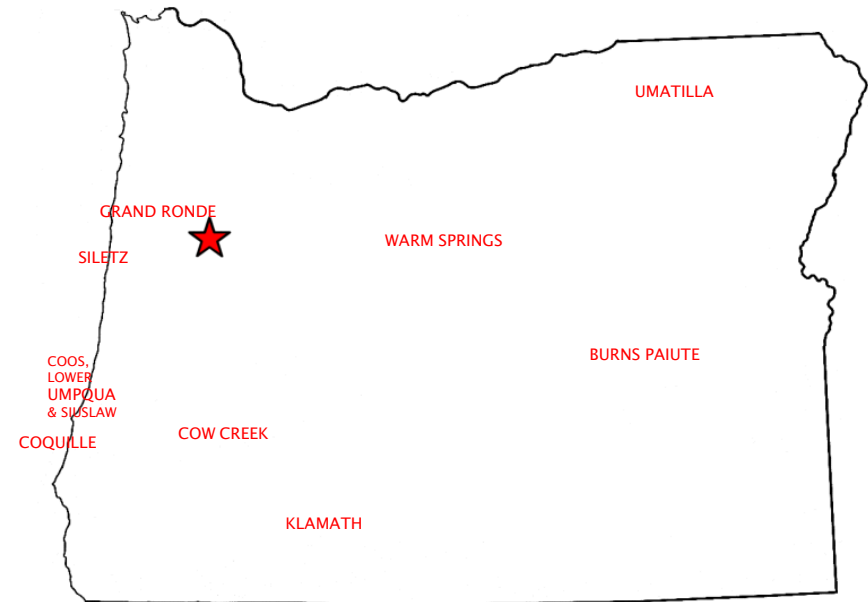 UMATILLA
GRAND RONDE
WARM SPRINGS
SILETZ
BURNS PAIUTE
COOS,
LOWER
UMPQUA
& SIUSLAW
COW CREEK
COQUILLE
KLAMATH